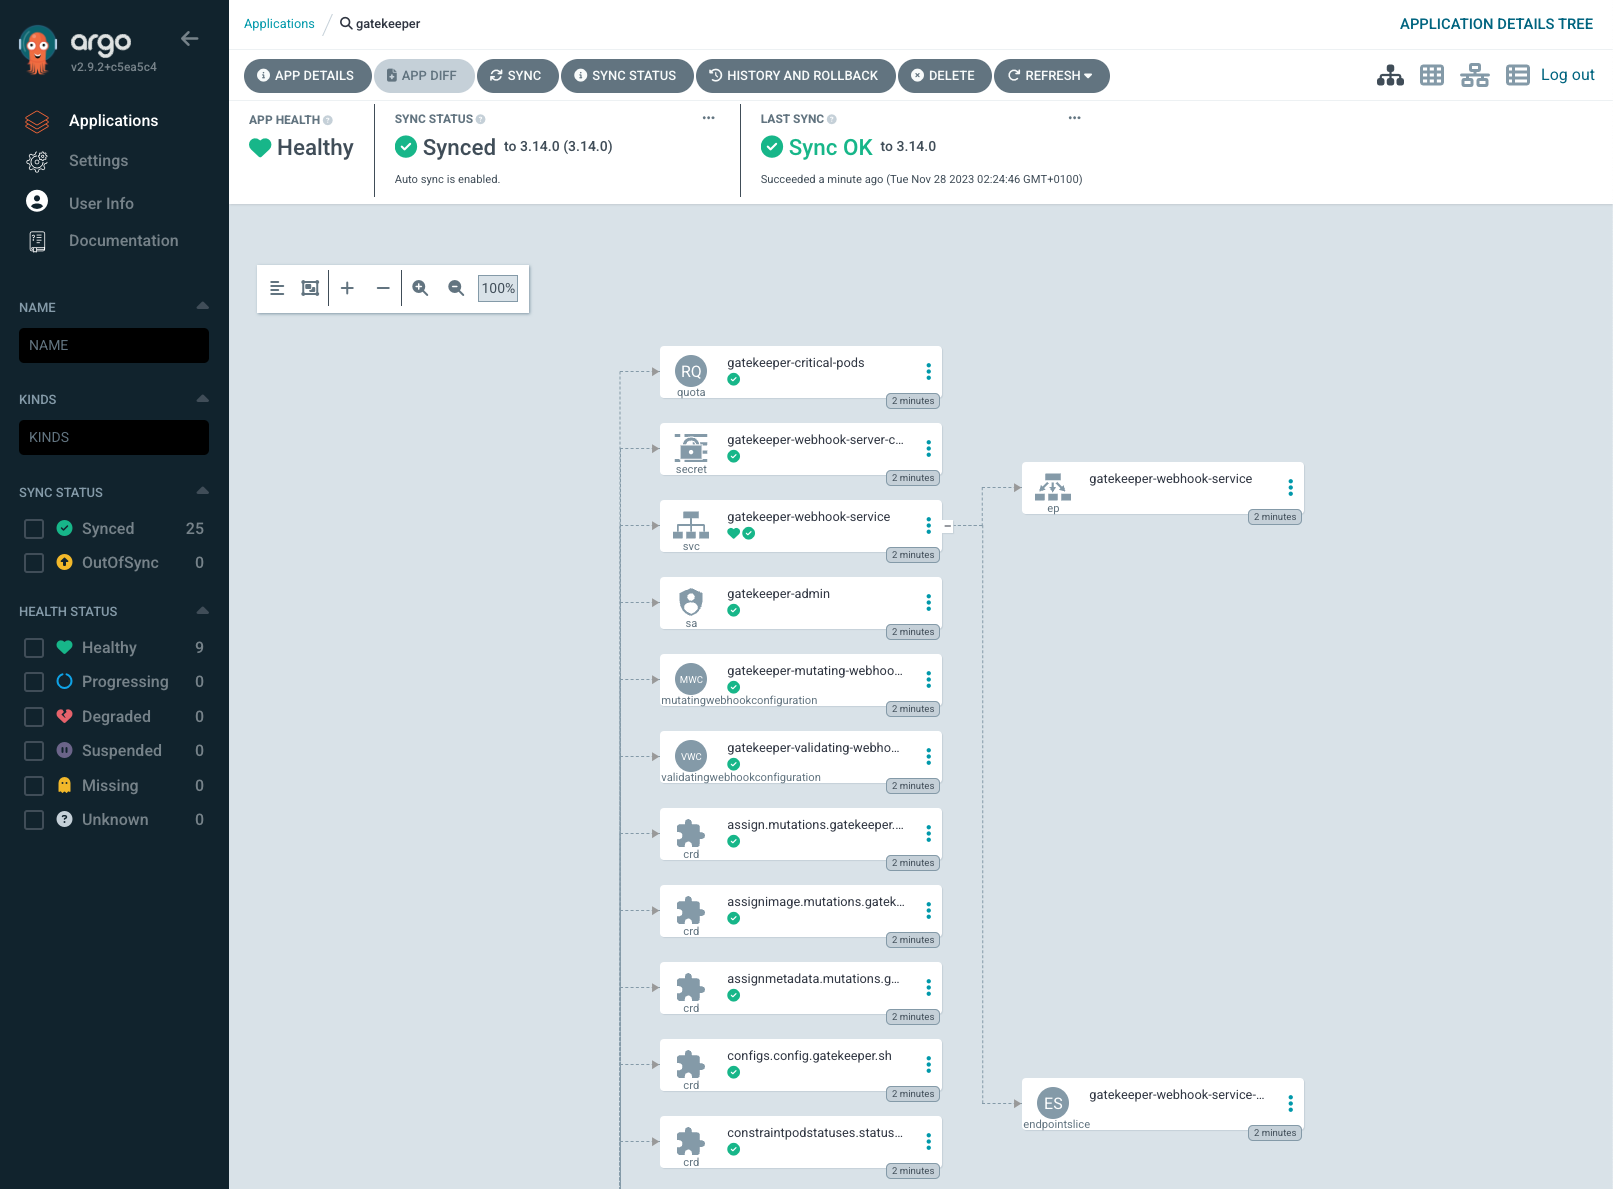 argo
v2.9.2+c5ea5c4
Applications
Settings
User Info
Documentation
NAME
NAME
KINDS
KINDS
SYNC STATUS
Synced 25
OutOfSync 0
HEALTH STATUS
Healthy 9
Progressing 0
Degraded 0
Suspended 0
Missing 0
Unknown 0
Applications / gatekeeper
APPLICATION DETAILS TREE
APP DETAILS APP DIFF SYNC SYNC STATUS HISTORY AND ROLLBACK DELETE REFRESH
Log out
APP HEALTH
Healthy
SYNC STATUS
Synced to 3.14.0 (3.14.0)
Auto sync is enabled.
LAST SYNC
Sync OK to 3.14.0
Succeeded a minute ago (Tue Nov 28 2023 02:24:46 GMT+0100)
100%
RQ
quota
gatekeeper-critical-pods
2 minutes
secret
gatekeeper-webhook-server-c...
2 minutes
svc
gatekeeper-webhook-service
2 minutes
sa
gatekeeper-admin
2 minutes
MWC
mutatingwebhookconfiguration
gatekeeper-mutating-webhoo...
2 minutes
VWC
validatingwebhookconfiguration
gatekeeper-validating-webho...
2 minutes
crd
assign.mutations.gatekeeper....
2 minutes
crd
assignimage.mutations.gatek...
2 minutes
crd
assignmetadata.mutations.g...
2 minutes
crd
configs.config.gatekeeper.sh
2 minutes
crd
constraintpodstatuses.status...
2 minutes
ep
gatekeeper-webhook-service
2 minutes
ES
endpointslice
gatekeeper-webhook-service-...
2 minutes